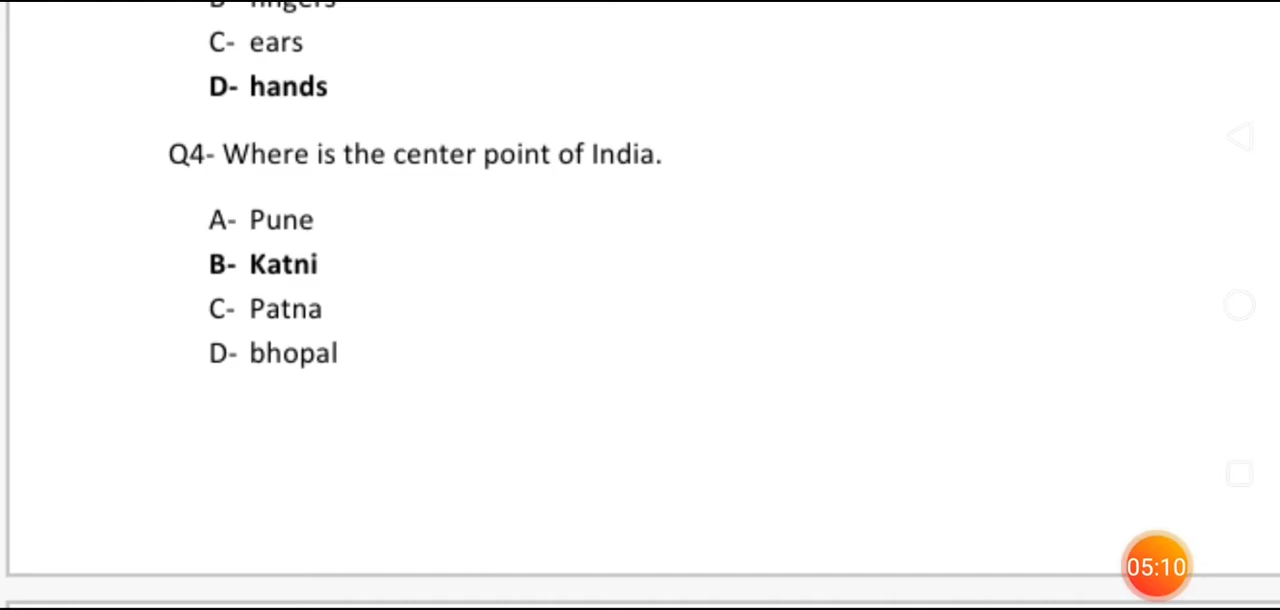 C- ears
D- hands
Q4- Where is the center point of India.
A- Pune
B- Katni
C- Patna
D- bhopal
05:10